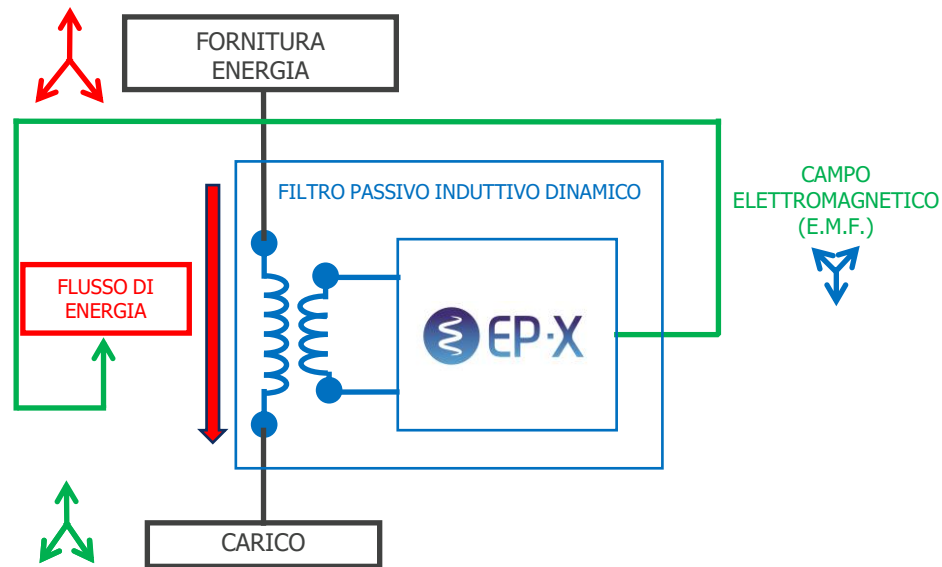 FORNITURA
ENERGIA
FILTRO PASSIVO INDUTTIVO DINAMICO
CAMPO
ELETTROMAGNETICO
(E.M.F.)
FLUSSO DI
ENERGIA
EP·X
CARICO